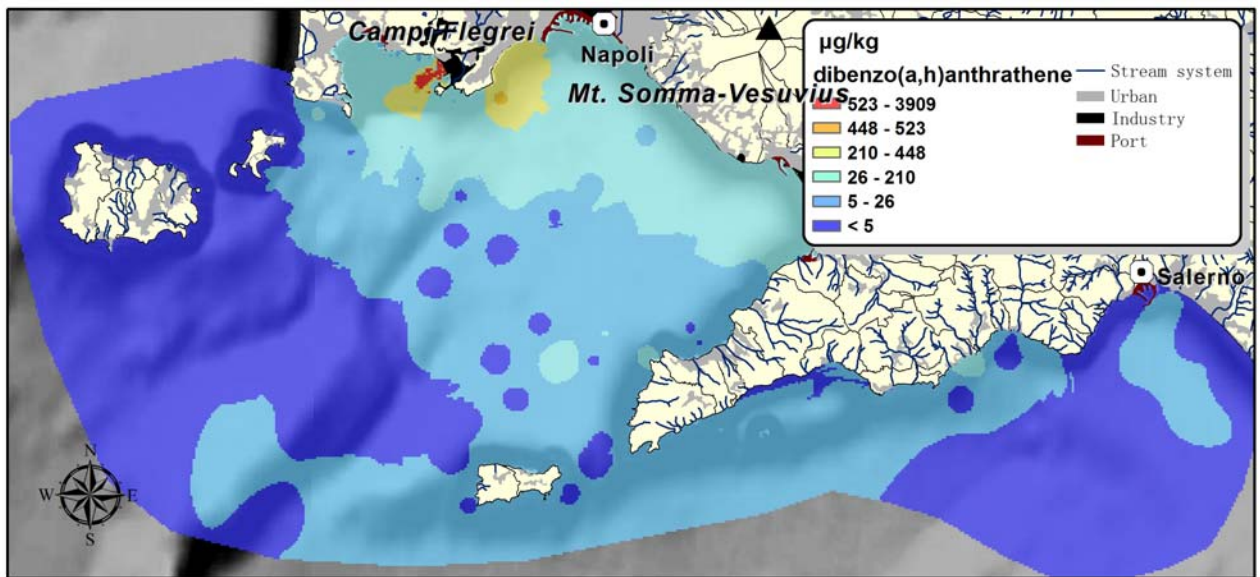 Campi Flegrei
Napoli
Mt. Somma-Vesuvius
µg/kg
dibenzo(a,h)anthrathene
523 - 3909
448 - 523
210 - 448
26 - 210
5 - 26
< 5
Stream system
Urban
Industry
Port
Salerno
N
W E
S